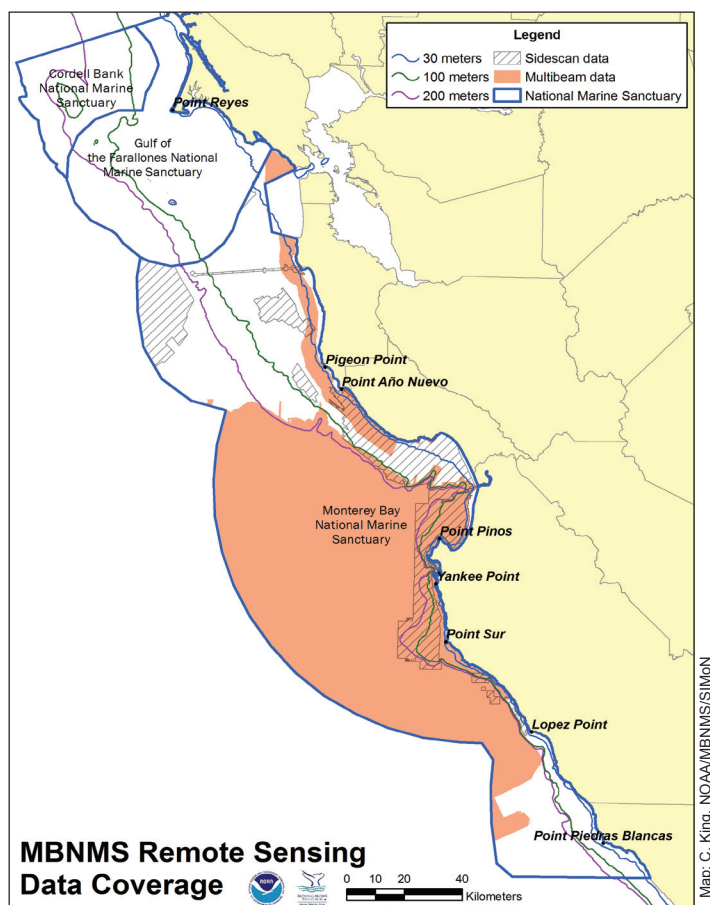 Legend
30 meters
100 meters
200 meters
Sidescan data
Multibeam data
National Marine Sanctuary
Cordell Bank
National Marine
Sanctuary
Point Reyes
Gulf of
the Farallones National
Marine Sanctuary
Pigeon Point
Point Año Nuevo
Monterey Bay
National Marine
Sanctuary
Point Pinos
Yankee Point
Point Sur
Lopez Point
Point Piedras Blancas
MBNMS Remote Sensing
Data Coverage
NOAA
0 10 20 40
Kilometers
Map: C. King, NOAA/MBNMS/SIMoN